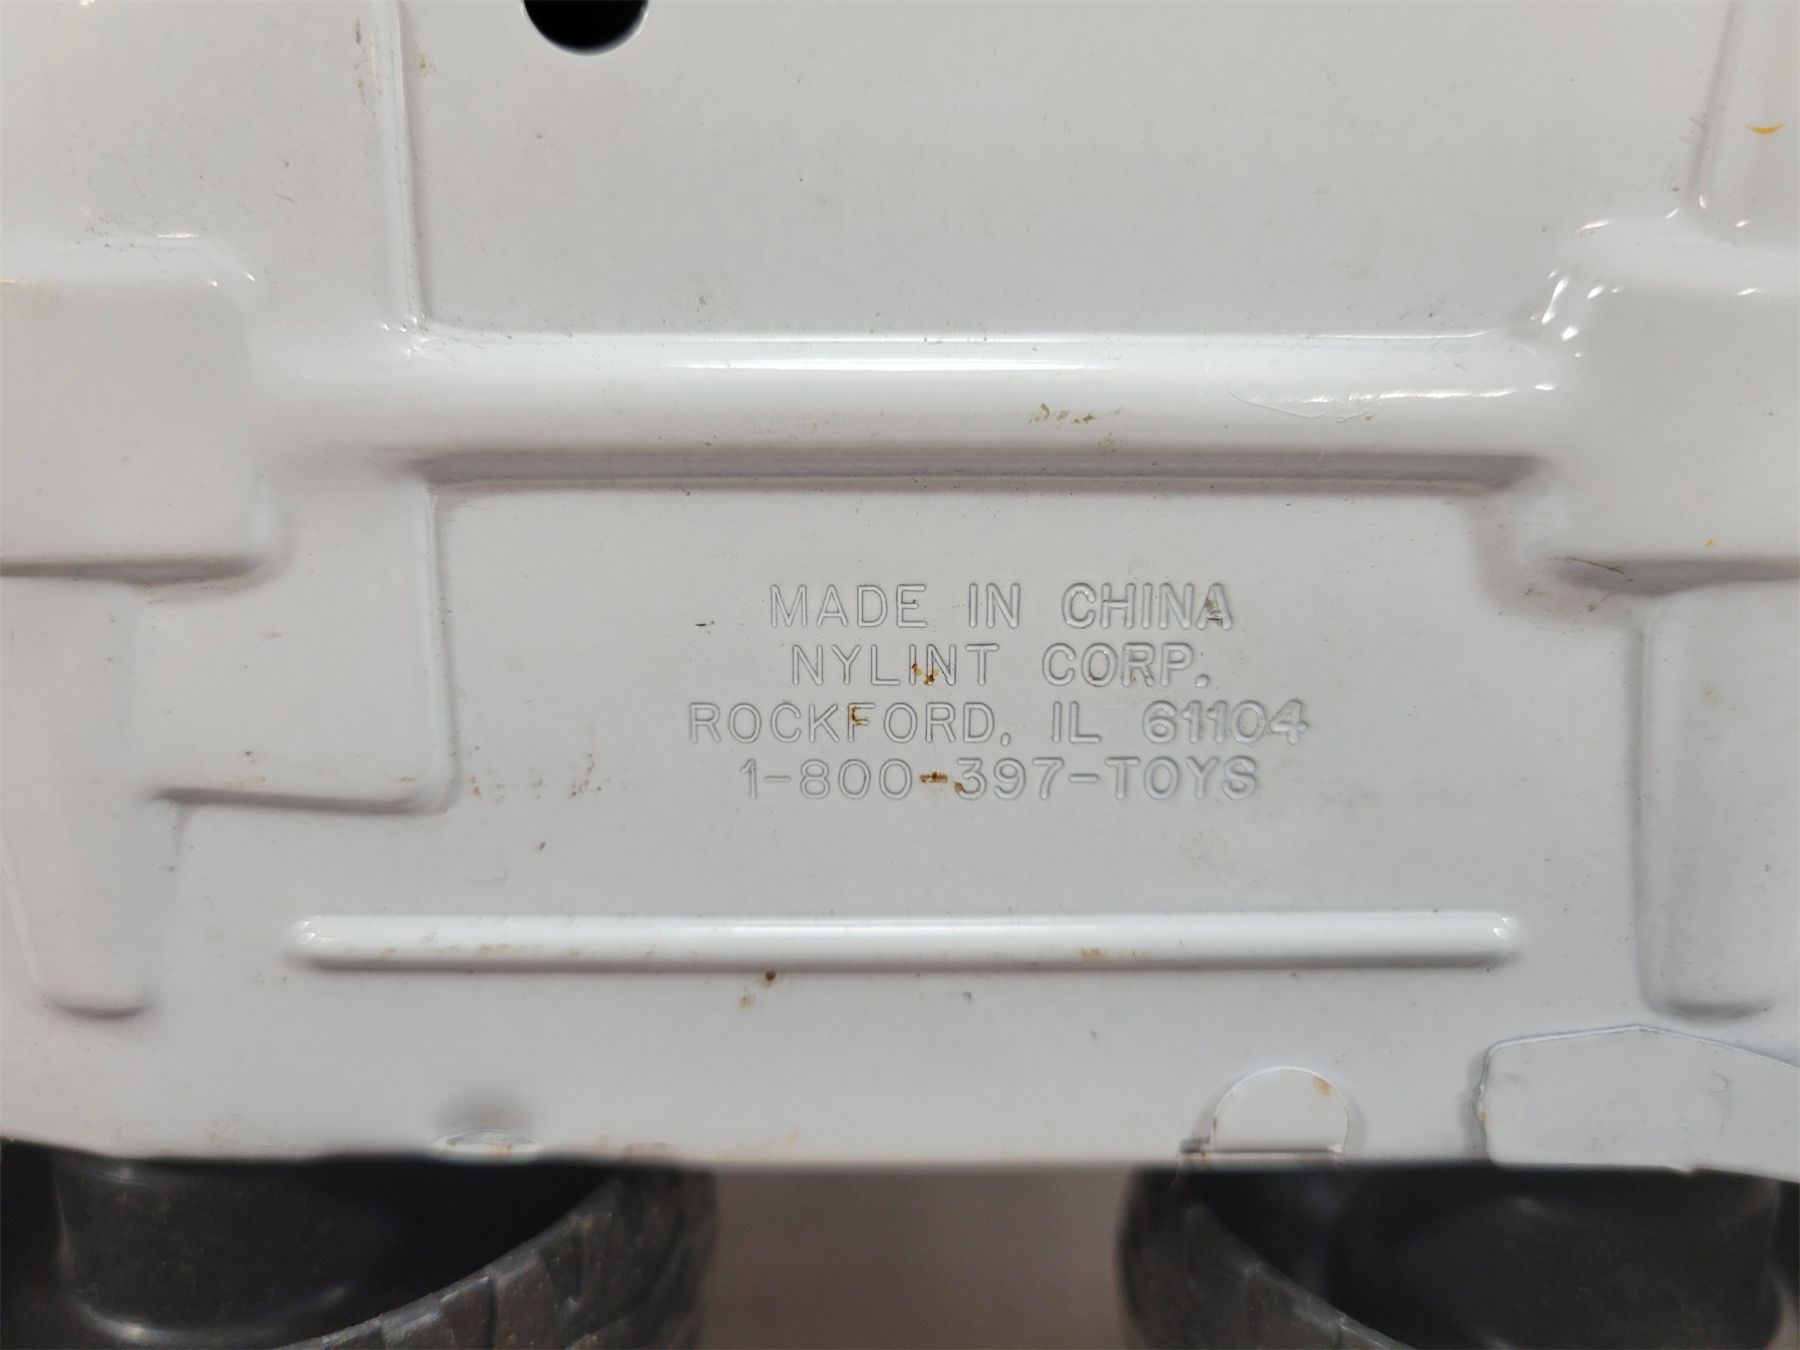 MADE IN CHINA
NYLINT CORP.
ROCKFORD, IL 61104
1-800-397-TOYS